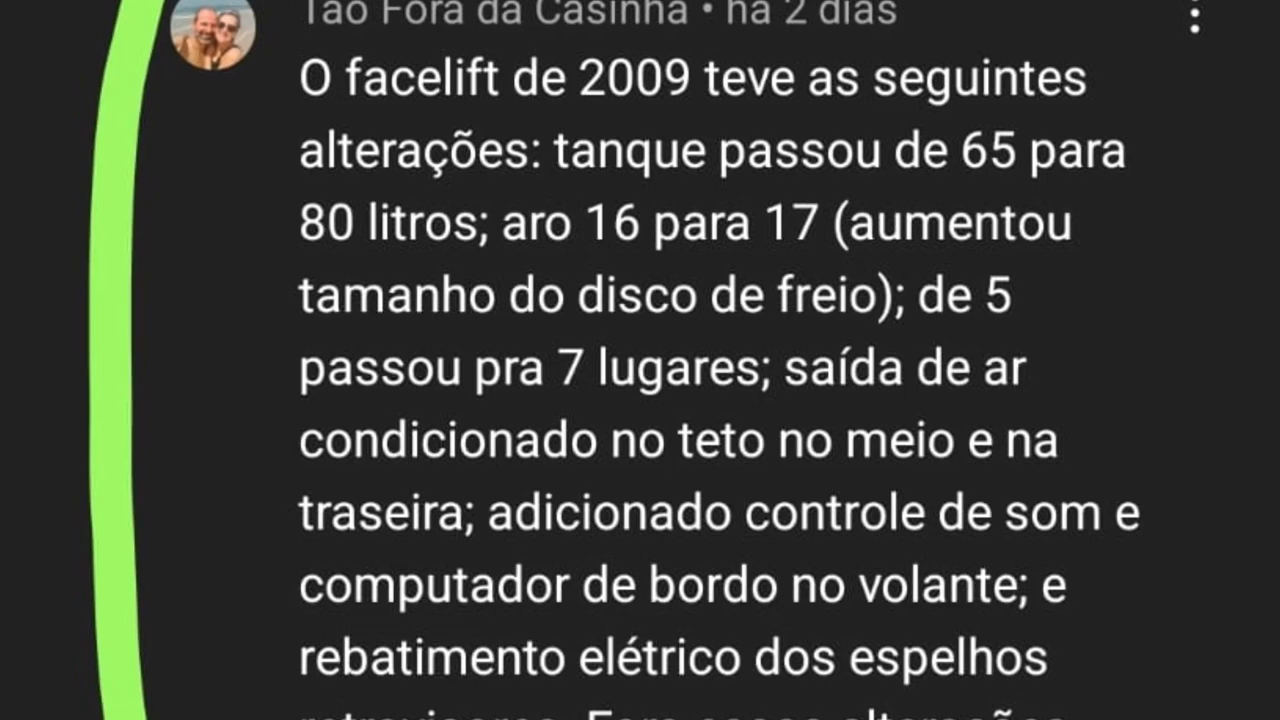 Tão Fora da Casinha • há 2 dias
O facelift de 2009 teve as seguintes
alterações: tanque passou de 65 para
80 litros; aro 16 para 17 (aumentou
tamanho do disco de freio); de 5
passou pra 7 lugares; saída de ar
condicionado no teto no meio e na
traseira; adicionado controle de som e
computador de bordo no volante; e
rebatimento elétrico dos espelhos